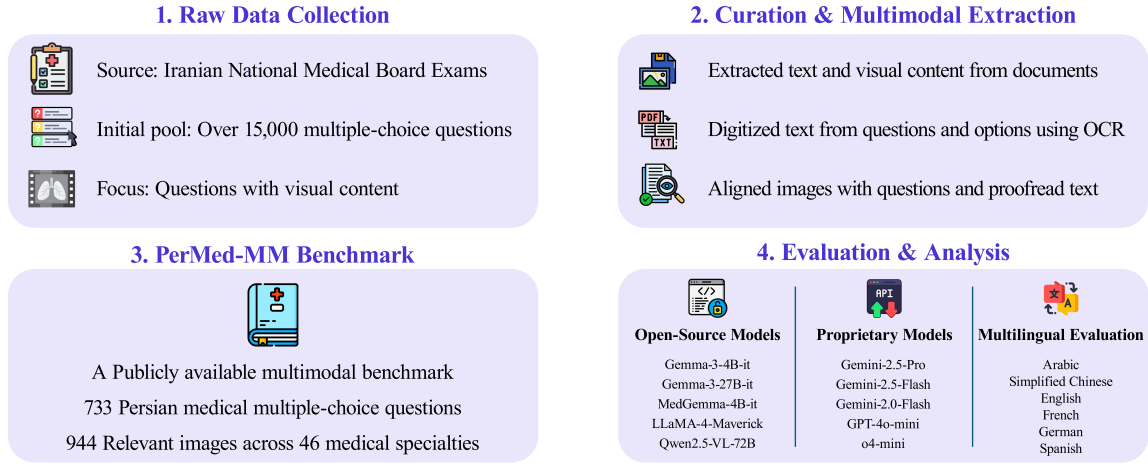 1. Raw Data Collection
Source: Iranian National Medical Board Exams
Initial pool: Over 15,000 multiple-choice questions
Focus: Questions with visual content
2. Curation & Multimodal Extraction
Extracted text and visual content from documents
PDF
TXT
Digitized text from questions and options using OCR
Aligned images with questions and proofread text
3. PerMed-MM Benchmark
A Publicly available multimodal benchmark
733 Persian medical multiple-choice questions
944 Relevant images across 46 medical specialties
4. Evaluation & Analysis
</>
Open-Source Models
Gemma-3-4B-it
Gemma-3-27B-it
MedGemma-4B-it
LLaMA-4-Maverick
Qwen2.5-VL-72B
API
Proprietary Models
Gemini-2.5-Pro
Gemini-2.5-Flash
Gemini-2.0-Flash
GPT-4o-mini
o4-mini
文
A
Multilingual Evaluation
Arabic
Simplified Chinese
English
French
German
Spanish